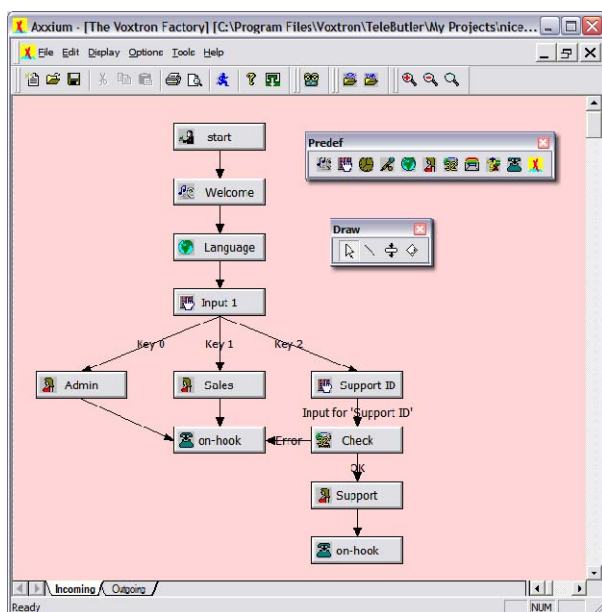 Axxium - [The Voxtron Factory] [C:\Program Files\Voxtron\TeleButler\My Projects\nice...
File Edit Display Options Tools Help
start
Predef
Welcome
Draw
Language
Input 1
Key 0 Key 1 Key 2
Admin Sales Support ID
Input for 'Support ID'
on-hook Error Check
OK
Support
on-hook
Incoming Outgoing
Ready NUM